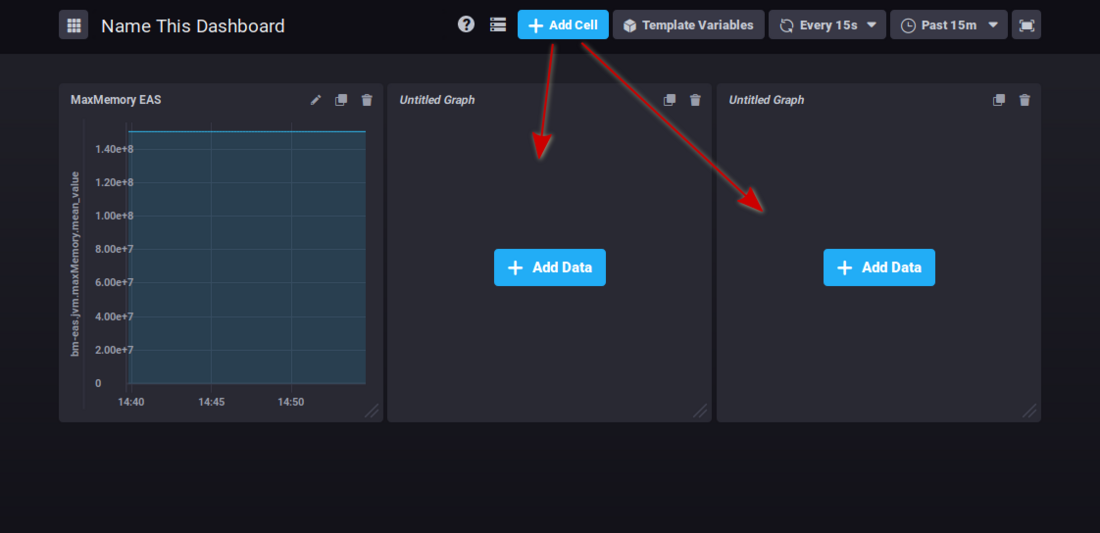 Name This Dashboard
? + Add Cell Template Variables Every 15s Past 15m
MaxMemory EAS
bm-eas.jvm.maxMemory.mean_value
1.40e+8
1.20e+8
1.00e+8
8.00e+7
6.00e+7
4.00e+7
2.00e+7
0
14:40 14:45 14:50
Untitled Graph
+ Add Data
Untitled Graph
+ Add Data